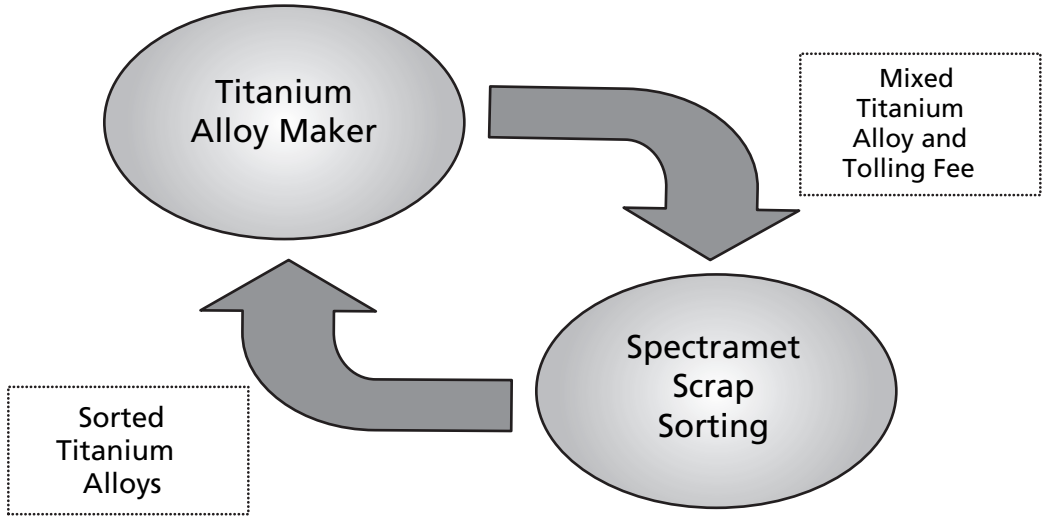 Titanium
Alloy Maker
Mixed
Titanium
Alloy and
Tolling Fee
Spectramet
Scrap
Sorting
Sorted
Titanium
Alloys